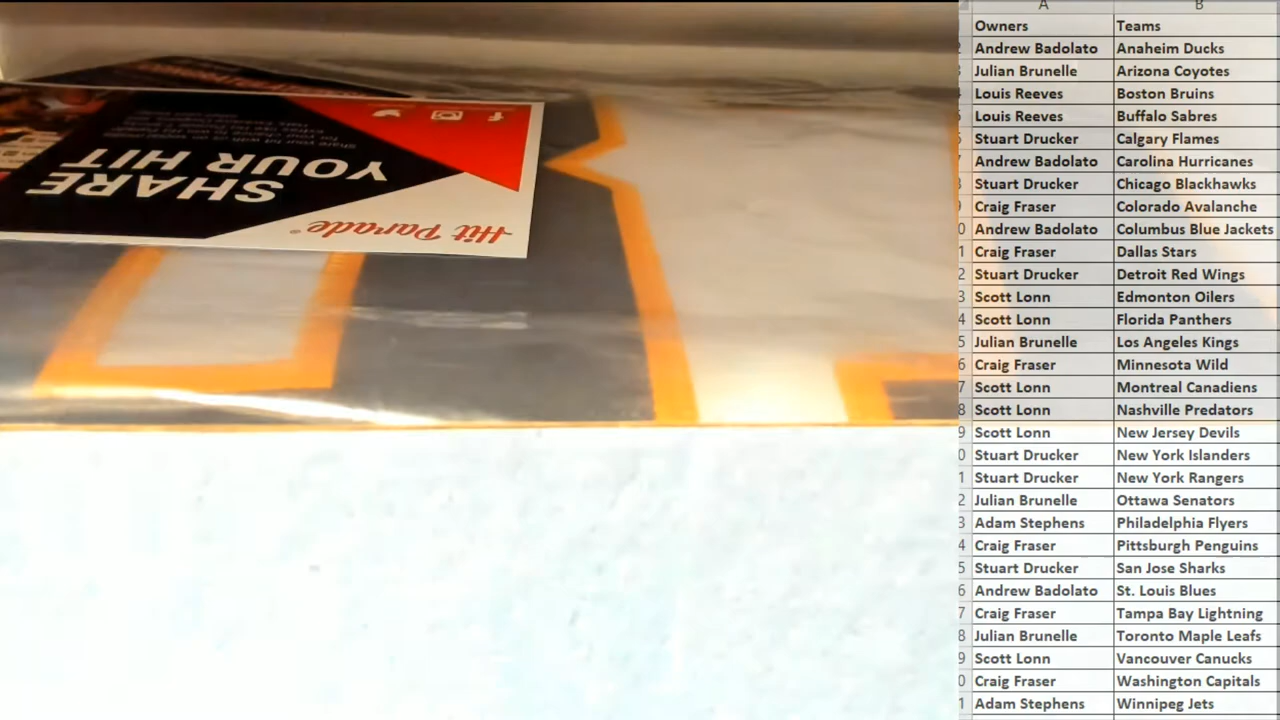 SHARE
YOUR HIT
Hit Parade
A B
Owners Teams
Andrew Badolato Anaheim Ducks
Julian Brunelle Arizona Coyotes
Louis Reeves Boston Bruins
Louis Reeves Buffalo Sabres
Stuart Drucker Calgary Flames
Andrew Badolato Carolina Hurricanes
Stuart Drucker Chicago Blackhawks
Craig Fraser Colorado Avalanche
Andrew Badolato Columbus Blue Jackets
Craig Fraser Dallas Stars
Stuart Drucker Detroit Red Wings
Scott Lonn Edmonton Oilers
Scott Lonn Florida Panthers
Julian Brunelle Los Angeles Kings
Craig Fraser Minnesota Wild
Scott Lonn Montreal Canadiens
Scott Lonn Nashville Predators
Scott Lonn New Jersey Devils
Stuart Drucker New York Islanders
Stuart Drucker New York Rangers
Julian Brunelle Ottawa Senators
Adam Stephens Philadelphia Flyers
Craig Fraser Pittsburgh Penguins
Stuart Drucker San Jose Sharks
Andrew Badolato St. Louis Blues
Craig Fraser Tampa Bay Lightning
Julian Brunelle Toronto Maple Leafs
Scott Lonn Vancouver Canucks
Craig Fraser Washington Capitals
Adam Stephens Winnipeg Jets